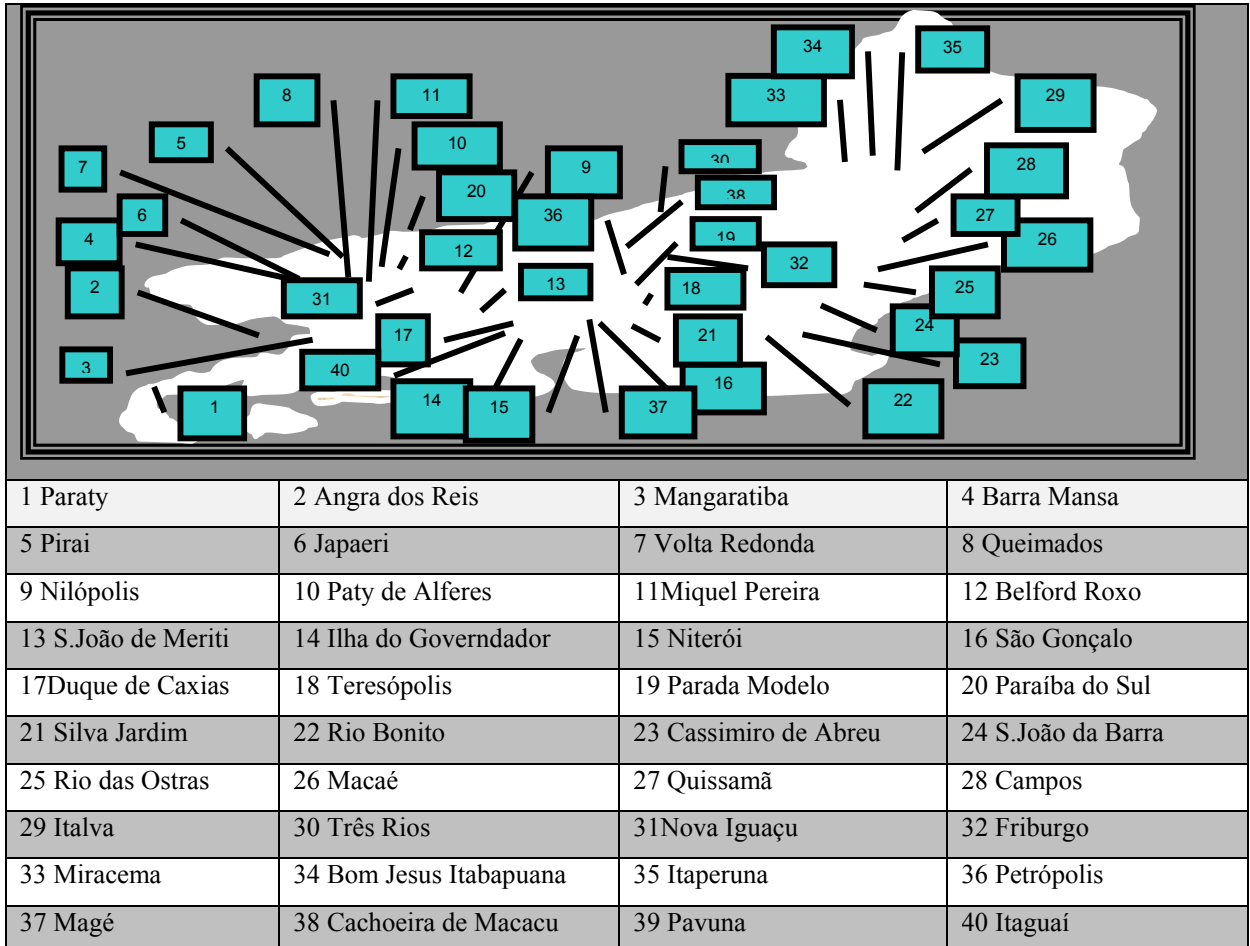 34
35
8
11
33
29
5
10
9
7
30
28
20
38
6
36
27
4
19
26
12
32
2
13
18
25
31
17
21
24
3
40
16
23
1
14
15
37
22
1 Paraty
2 Angra dos Reis
3 Mangaratiba
4 Barra Mansa
5 Pirai
6 Japaeri
7 Volta Redonda
8 Queimados
9 Nilópolis
10 Paty de Alferes
11Miquel Pereira
12 Belford Roxo
13 S.João de Meriti
14 Ilha do Governdador
15 Niterói
16 São Gonçalo
17Duque de Caxias
18 Teresópolis
19 Parada Modelo
20 Paraíba do Sul
21 Silva Jardim
22 Rio Bonito
23 Cassimiro de Abreu
24 S.João da Barra
25 Rio das Ostras
26 Macaé
27 Quissamã
28 Campos
29 Italva
30 Três Rios
31Nova Iguaçu
32 Friburgo
33 Miracema
34 Bom Jesus Itabapuana
35 Itaperuna
36 Petrópolis
37 Magé
38 Cachoeira de Macacu
39 Pavuna
40 Itaguaí